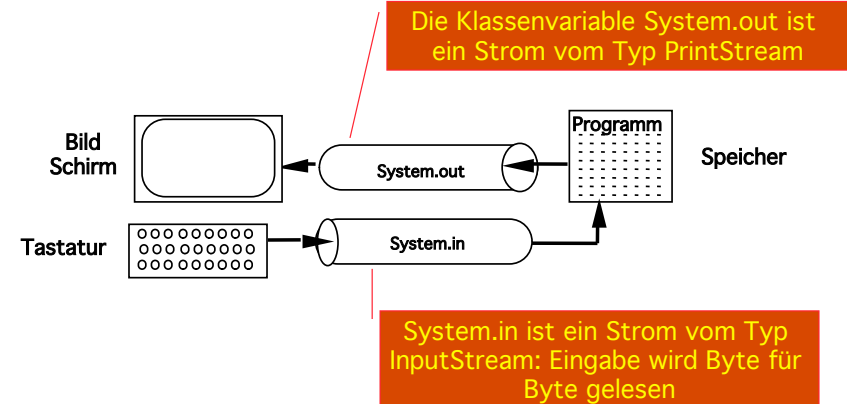 Die Klassenvariable System.out ist
ein Strom vom Typ PrintStream
Bild
Schirm
System.out
Programm
Speicher
Tastatur
System.in
System.in ist ein Strom vom Typ
InputStream: Eingabe wird Byte für
Byte gelesen